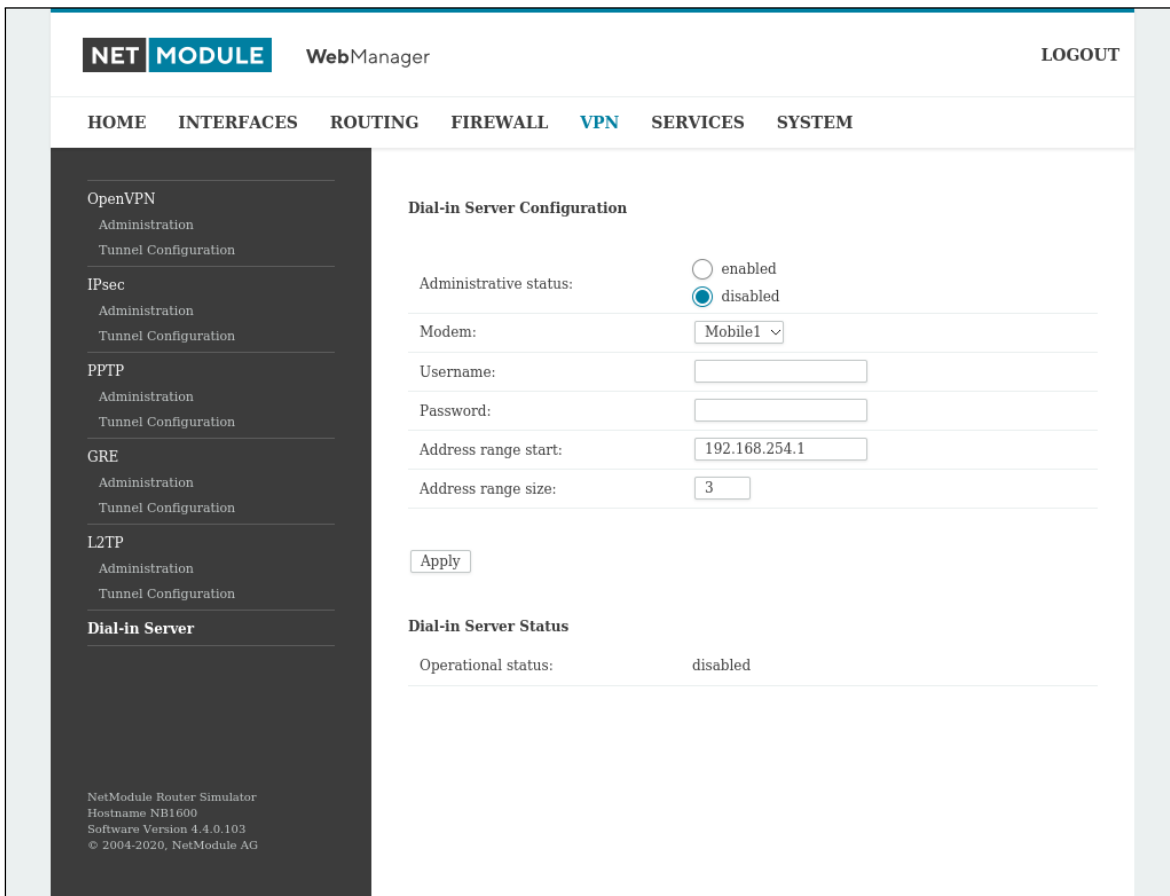 NET MODULE WebManager LOGOUT
HOME INTERFACES ROUTING FIREWALL VPN SERVICES SYSTEM
OpenVPN
Administration
Tunnel Configuration
IPsec
Administration
Tunnel Configuration
PPTP
Administration
Tunnel Configuration
GRE
Administration
Tunnel Configuration
L2TP
Administration
Tunnel Configuration
Dial-in Server
NetModule Router Simulator
Hostname NB1600
Software Version 4.4.0.103
© 2004-2020, NetModule AG
Dial-in Server Configuration
Administrative status:
enabled
disabled
Modem: Mobile1
Username:
Password:
Address range start: 192.168.254.1
Address range size: 3
Apply
Dial-in Server Status
Operational status: disabled